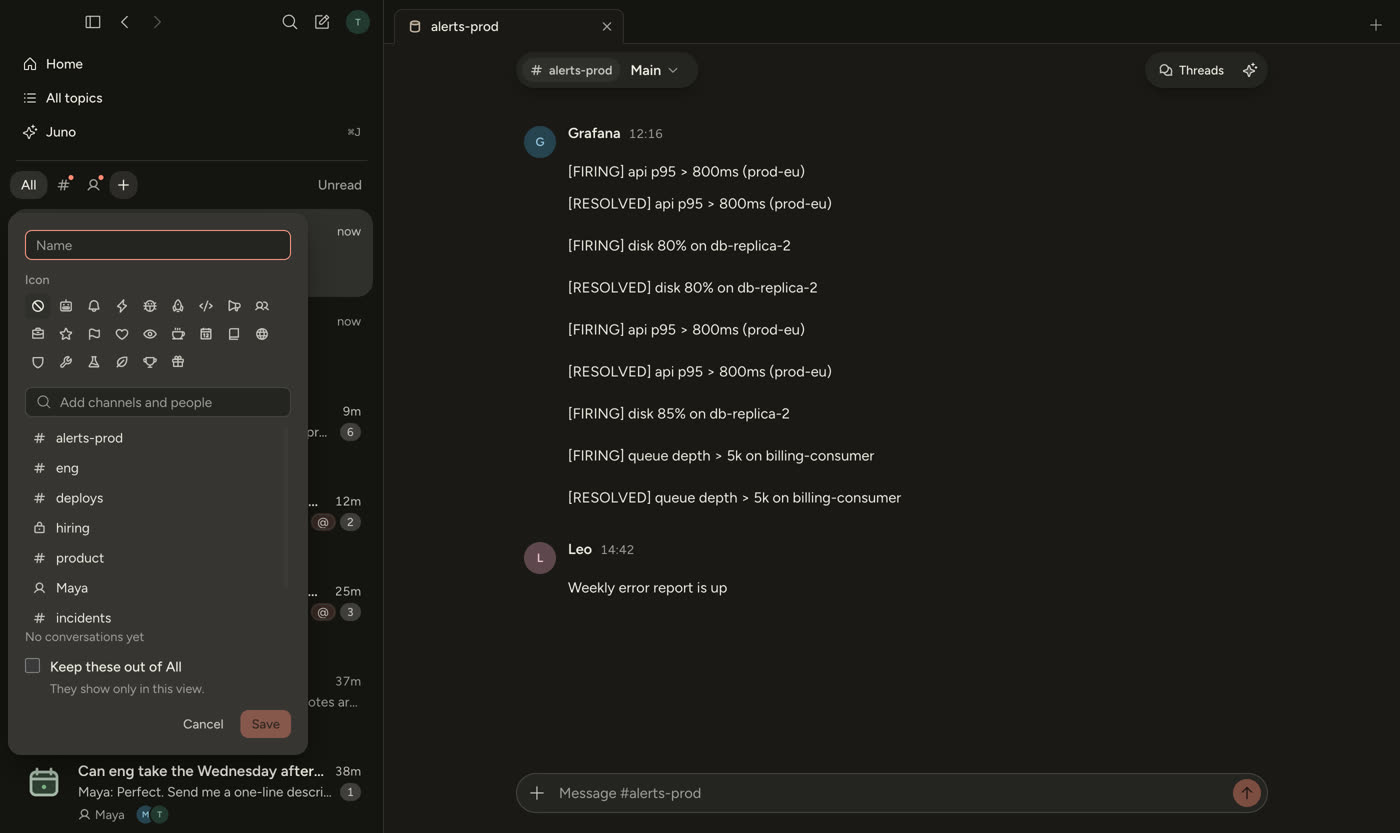 T
Home
All topics
Juno ⌘J
All Unread
now
Name
Icon
now
Add channels and people
9m
alerts-prod
pr... 6
eng
deploys
... 12m
@ 2
hiring
product
Maya
... 25m
@ 3
incidents
No conversations yet
Keep these out of All
They show only in this view.
37m
otes ar...
Cancel Save
Can eng take the Wednesday after... 38m
Maya: Perfect. Send me a one-line descri... 1
Maya M T
alerts-prod
# alerts-prod Main
Threads
G
Grafana 12:16
[FIRING] api p95 > 800ms (prod-eu)
[RESOLVED] api p95 > 800ms (prod-eu)
[FIRING] disk 80% on db-replica-2
[RESOLVED] disk 80% on db-replica-2
[FIRING] api p95 > 800ms (prod-eu)
[RESOLVED] api p95 > 800ms (prod-eu)
[FIRING] disk 85% on db-replica-2
[FIRING] queue depth > 5k on billing-consumer
[RESOLVED] queue depth > 5k on billing-consumer
L
Leo 14:42
Weekly error report is up
Message #alerts-prod